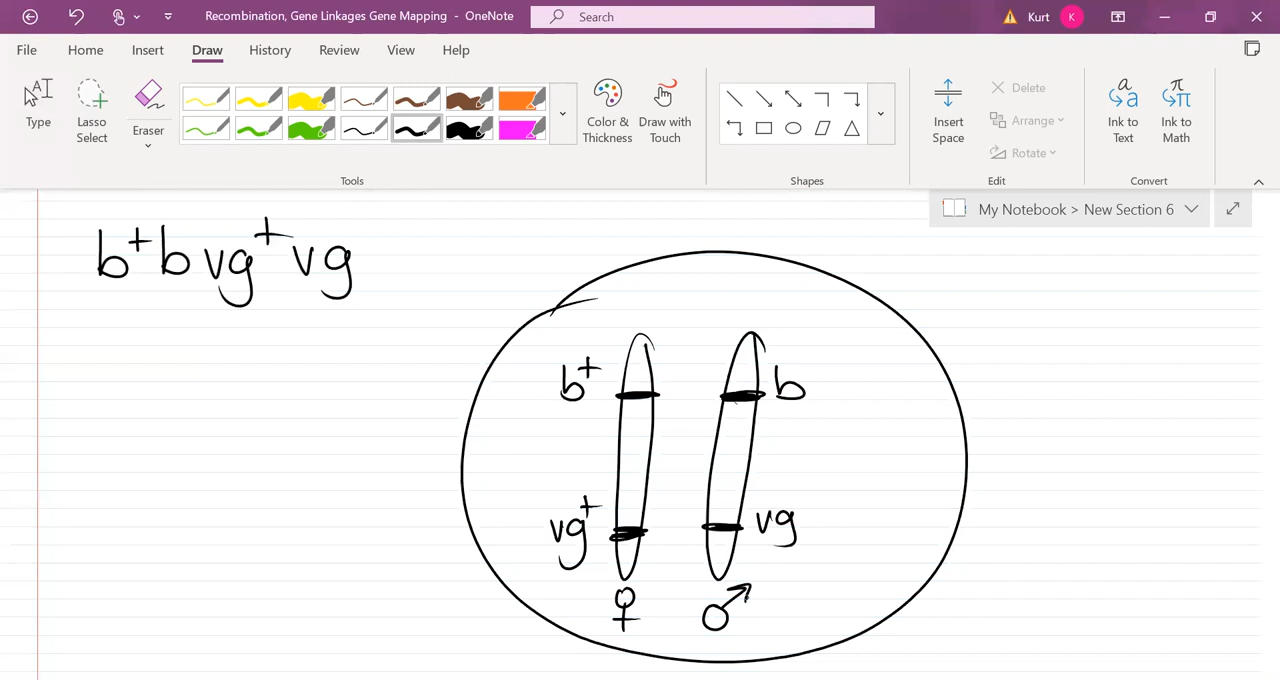 Recombination, Gene Linkages Gene Mapping - OneNote
Search
Kurt
K
File Home Insert Draw History Review View Help
Type
Lasso Select
Eraser
Color & Thickness
Draw with Touch
Insert Space
Delete
Arrange
Rotate
Ink to Text
Ink to Math
Tools
Shapes
Edit
Convert
My Notebook > New Section 6
b+ b vg+ vg
b+ b
vg+ vg
♀ ♂